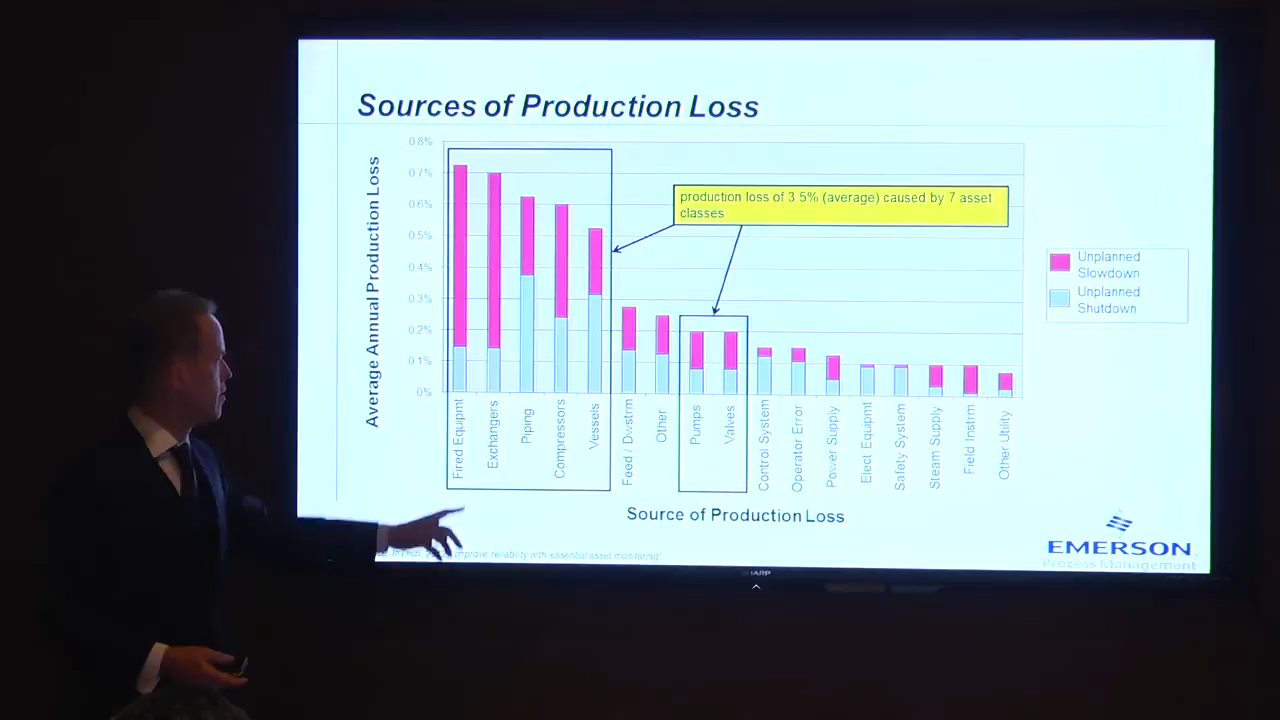 Sources of Production Loss
Average Annual Production Loss
0.8%
0.7%
0.6%
0.5%
0.4%
0.3%
0.2%
0.1%
0%
production loss of 3.5% (average) caused by 7 asset
classes
Unplanned
Slowdown
Unplanned
Shutdown
Fired Equipmt
Exchangers
Piping
Compressors
Vessels
Feed / Dwstrm
Other
Pumps
Valves
Control System
Operator Error
Power Supply
Elect Equipmt
Safety System
Steam Supply
Field Instrm
Other Utility
Source of Production Loss
improve reliability with essential asset monitoring"
EMERSON
Process Management
SHARP